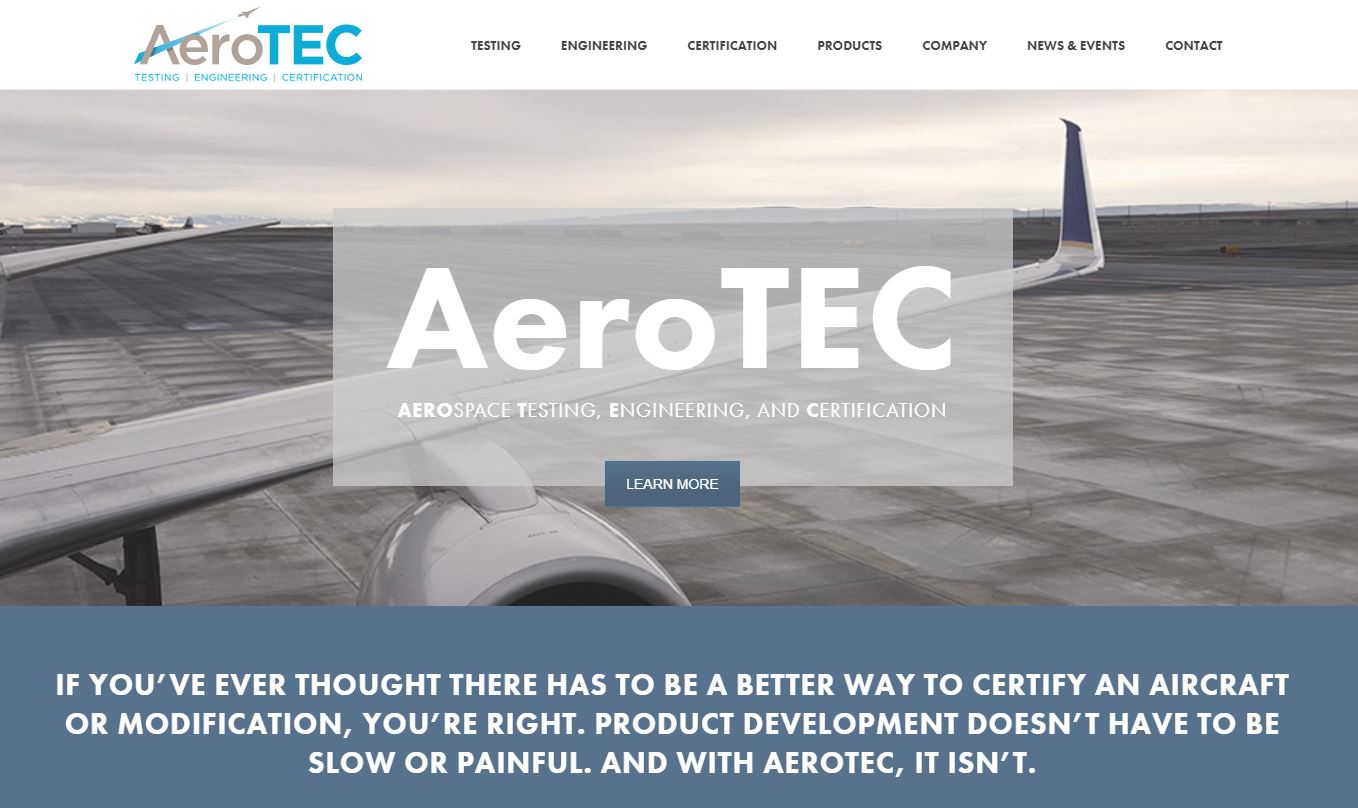 AeroTEC
TESTING | ENGINEERING | CERTIFICATION
TESTING ENGINEERING CERTIFICATION PRODUCTS COMPANY NEWS & EVENTS CONTACT
AeroTEC
AEROSPACE TESTING, ENGINEERING, AND CERTIFICATION
LEARN MORE
IF YOU’VE EVER THOUGHT THERE HAS TO BE A BETTER WAY TO CERTIFY AN AIRCRAFT
OR MODIFICATION, YOU’RE RIGHT. PRODUCT DEVELOPMENT DOESN’T HAVE TO BE
SLOW OR PAINFUL. AND WITH AEROTEC, IT ISN’T.